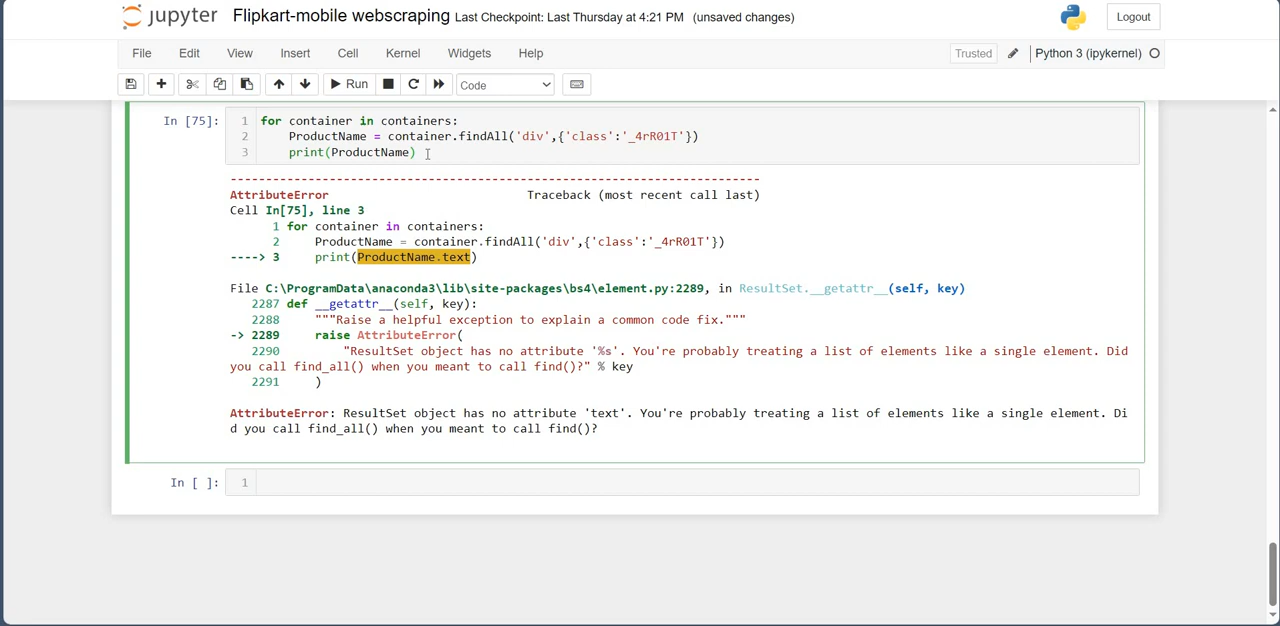 jupyter Flipkart-mobile webscraping Last Checkpoint: Last Thursday at 4:21 PM (unsaved changes) Logout
File Edit View Insert Cell Kernel Widgets Help Trusted Python 3 (ipykernel)
Run Code
In [75]: 1 for container in containers:
2 ProductName = container.findAll('div',{'class':'_4rR01T'})
3 print(ProductName)
---------------------------------------------------------------------------
AttributeError Traceback (most recent call last)
Cell In[75], line 3
1 for container in containers:
2 ProductName = container.findAll('div',{'class':'_4rR01T'})
----> 3 print(ProductName.text)
File C:\ProgramData\anaconda3\lib\site-packages\bs4\element.py:2289, in ResultSet.__getattr__(self, key)
2287 def __getattr__(self, key):
2288 """Raise a helpful exception to explain a common code fix."""
-> 2289 raise AttributeError(
2290 "ResultSet object has no attribute '%s'. You're probably treating a list of elements like a single element. Did
you call find_all() when you meant to call find()?" % key
2291 )
AttributeError: ResultSet object has no attribute 'text'. You're probably treating a list of elements like a single element. Di
d you call find_all() when you meant to call find()?
In [ ]: 1